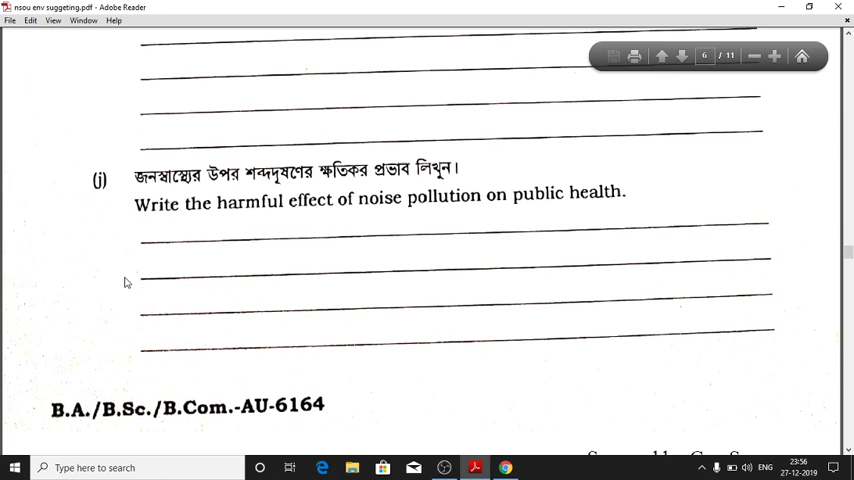 nsou env suggeting.pdf - Adobe Reader
File Edit View Window Help
6 / 11
(j) জনস্বাস্থ্যের উপর শব্দদূষণের ক্ষতিকর প্রভাব লিখুন।
Write the harmful effect of noise pollution on public health.
B.A./B.Sc./B.Com.-AU-6164
Type here to search
ENG
23:56
27-12-2019